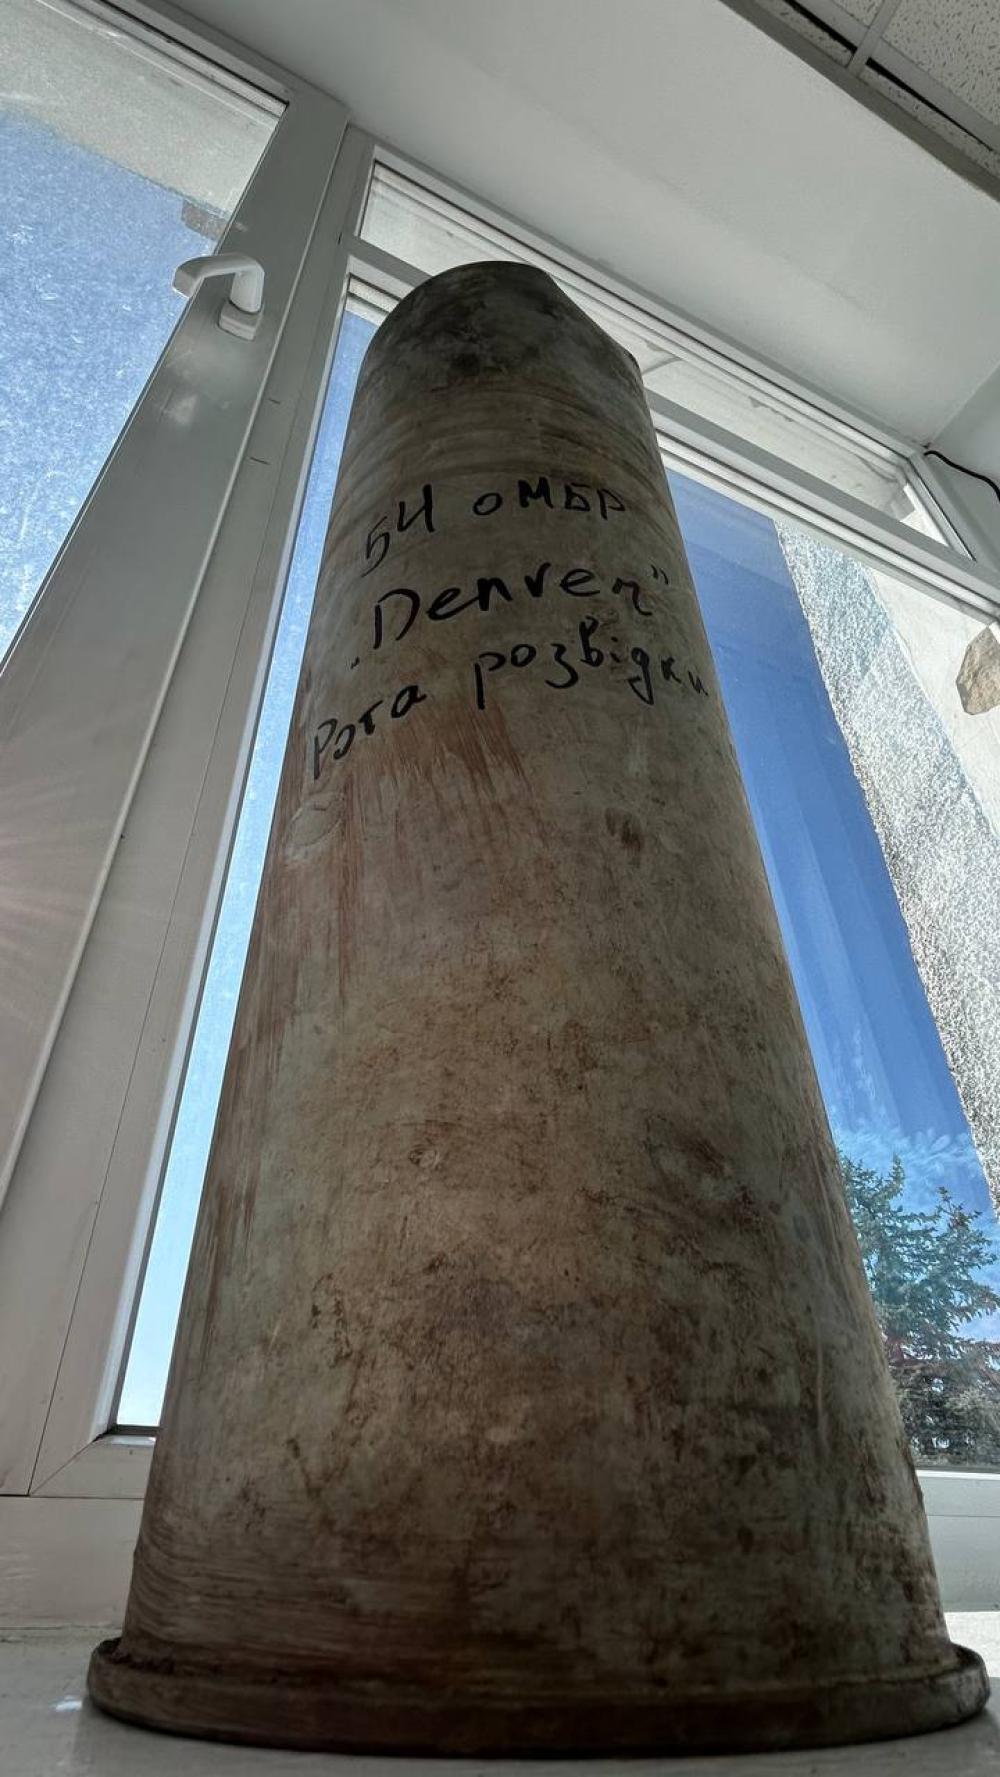 54 ОМБР
"Denver"
Рота розвідки